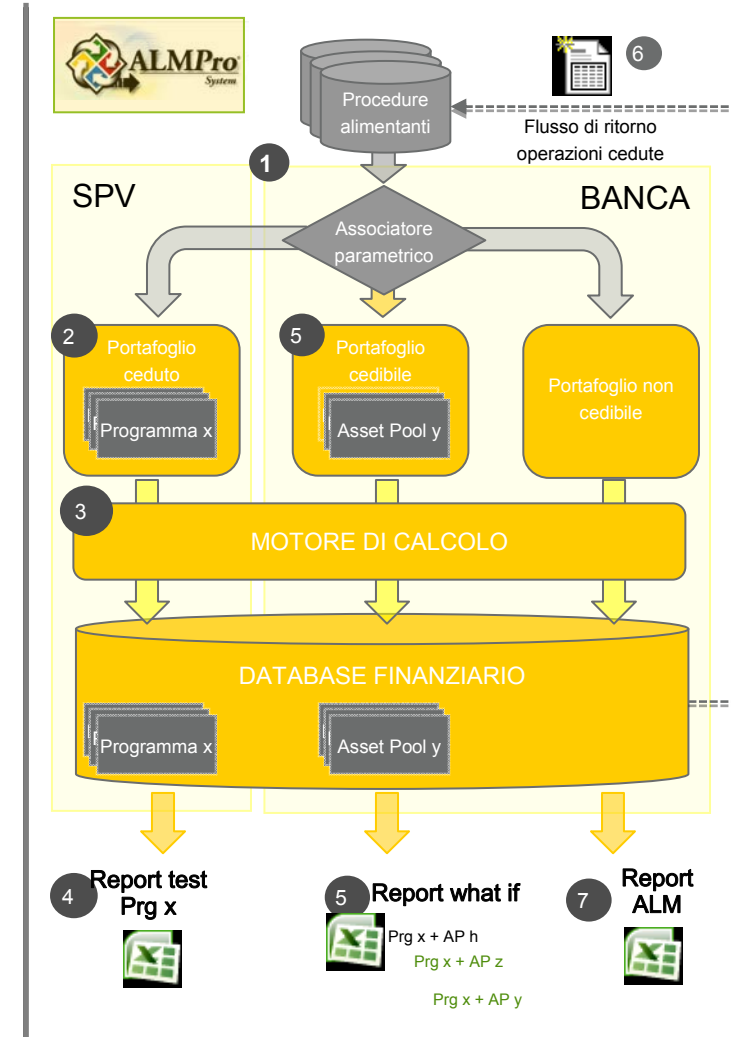 ALMPro
System
6
Procedure
alimentanti
Flusso di ritorno
operazioni cedute
1
SPV
BANCA
Associatore
parametrico
2
Portafoglio
ceduto
Programma x
5
Portafoglio
cedibile
Asset Pool y
Portafoglio non
cedibile
3
MOTORE DI CALCOLO
DATABASE FINANZIARIO
Programma x
Asset Pool y
4
Report test
Prg x
5
Report what if
Prg x + AP h
Prg x + AP z
Prg x + AP y
7
Report
ALM